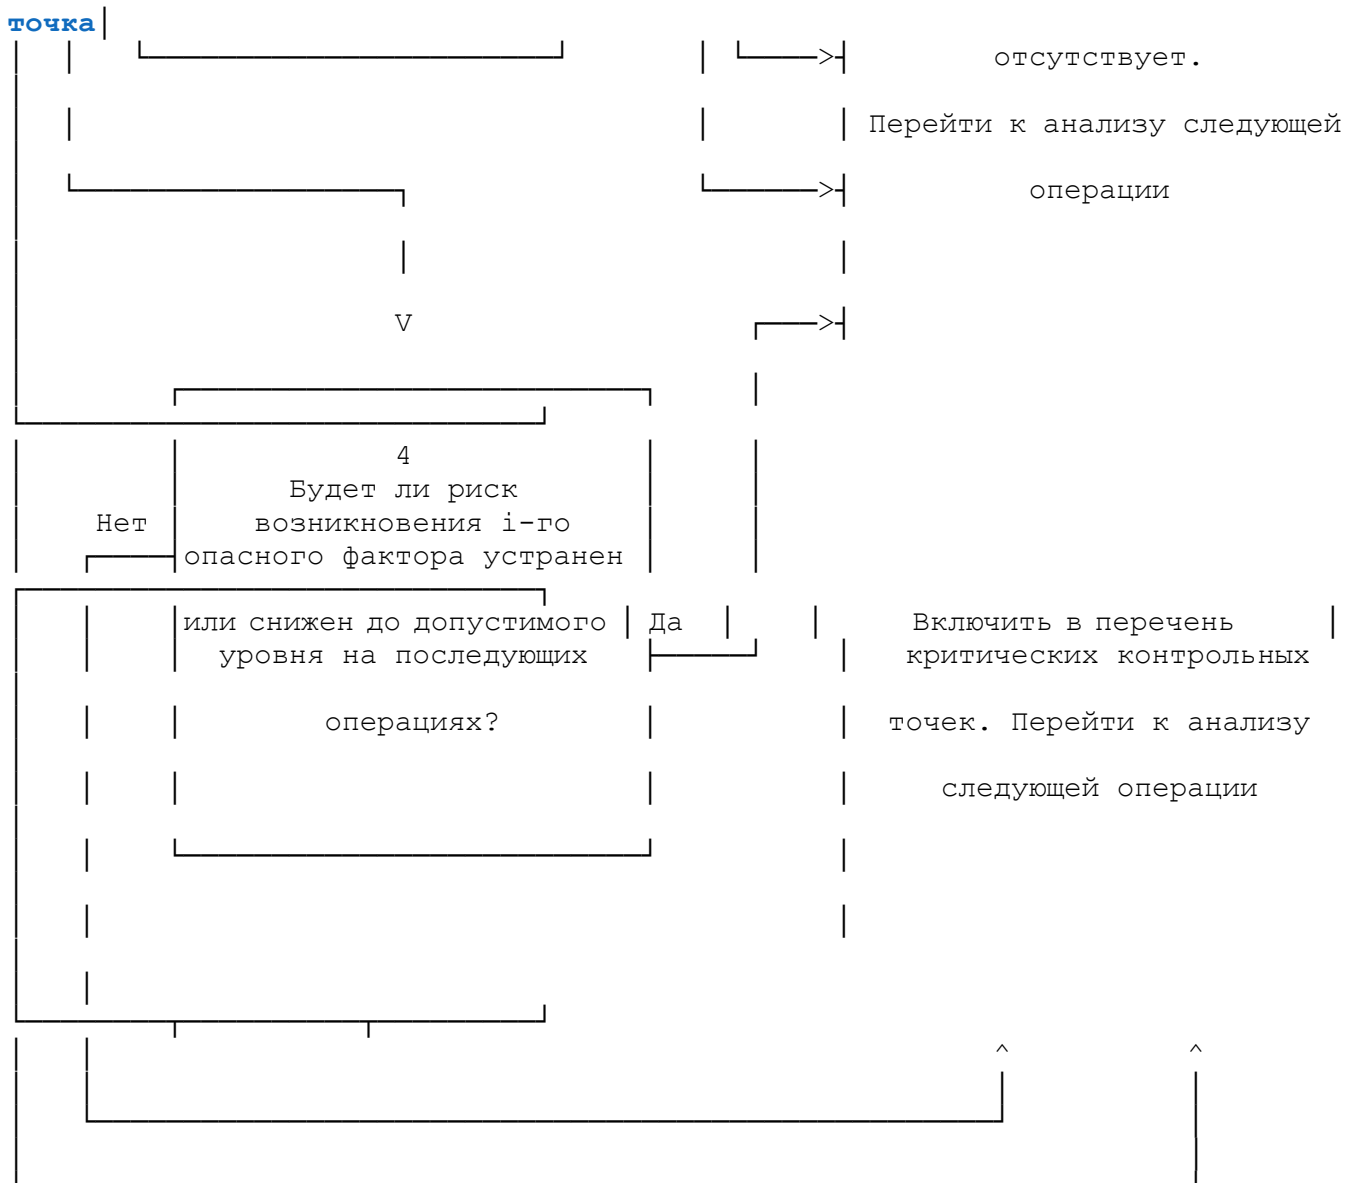 точка
отсутствует.
Перейти к анализу следующей
операции
V
4
Будет ли риск
Нет возникновения i-го
опасного фактора устранен
или снижен до допустимого Да Включить в перечень
уровня на последующих критических контрольных
операциях? точек. Перейти к анализу
следующей операции